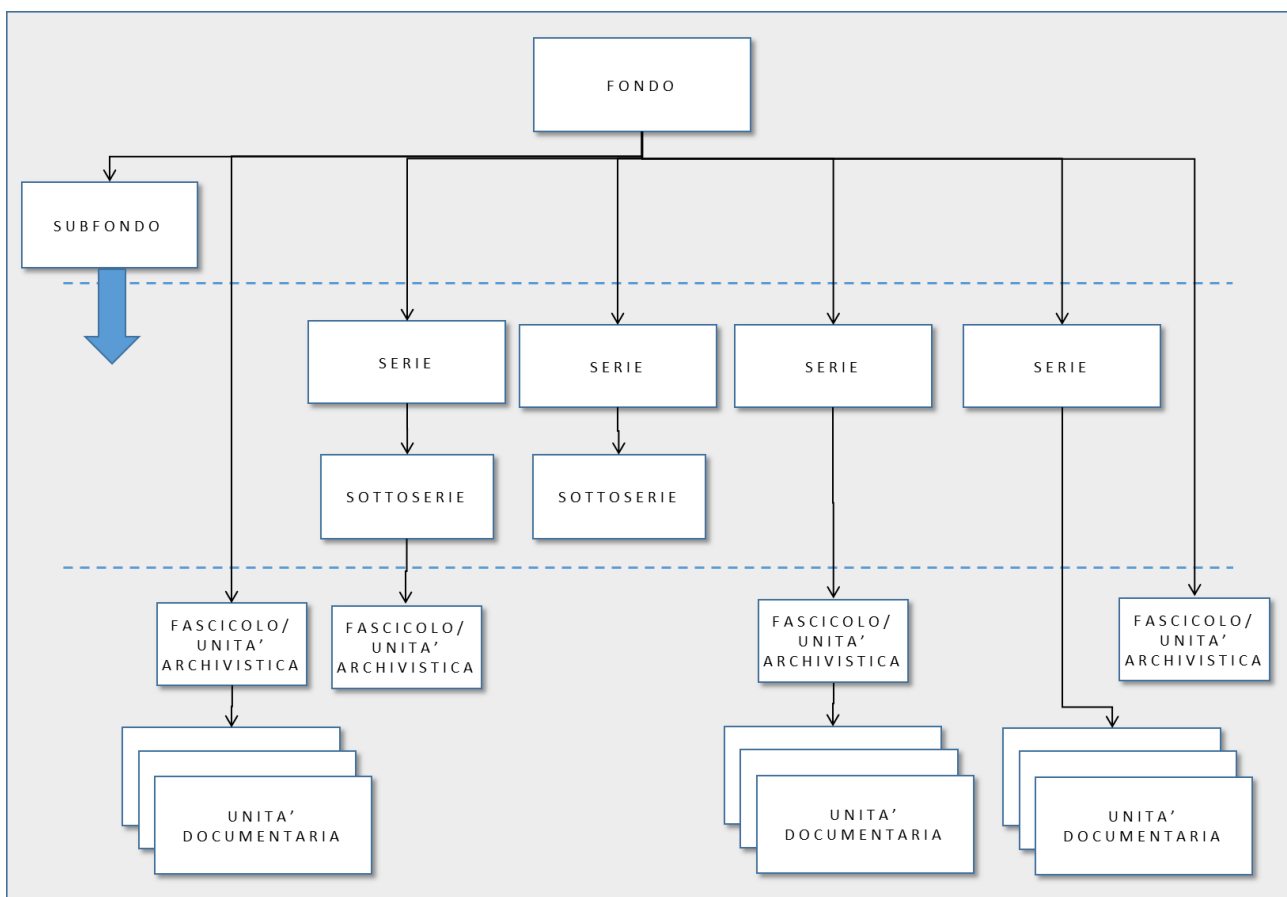 FONDO
SUBFONDO
SERIE
SERIE
SERIE
SERIE
SOTTOSERIE
SOTTOSERIE
FASCICOLO/
UNITA’
ARCHIVISTICA
FASCICOLO/
UNITA’
ARCHIVISTICA
FASCICOLO/
UNITA’
ARCHIVISTICA
FASCICOLO/
UNITA’
ARCHIVISTICA
UNITA’
DOCUMENTARIA
UNITA’
DOCUMENTARIA
UNITA’
DOCUMENTARIA